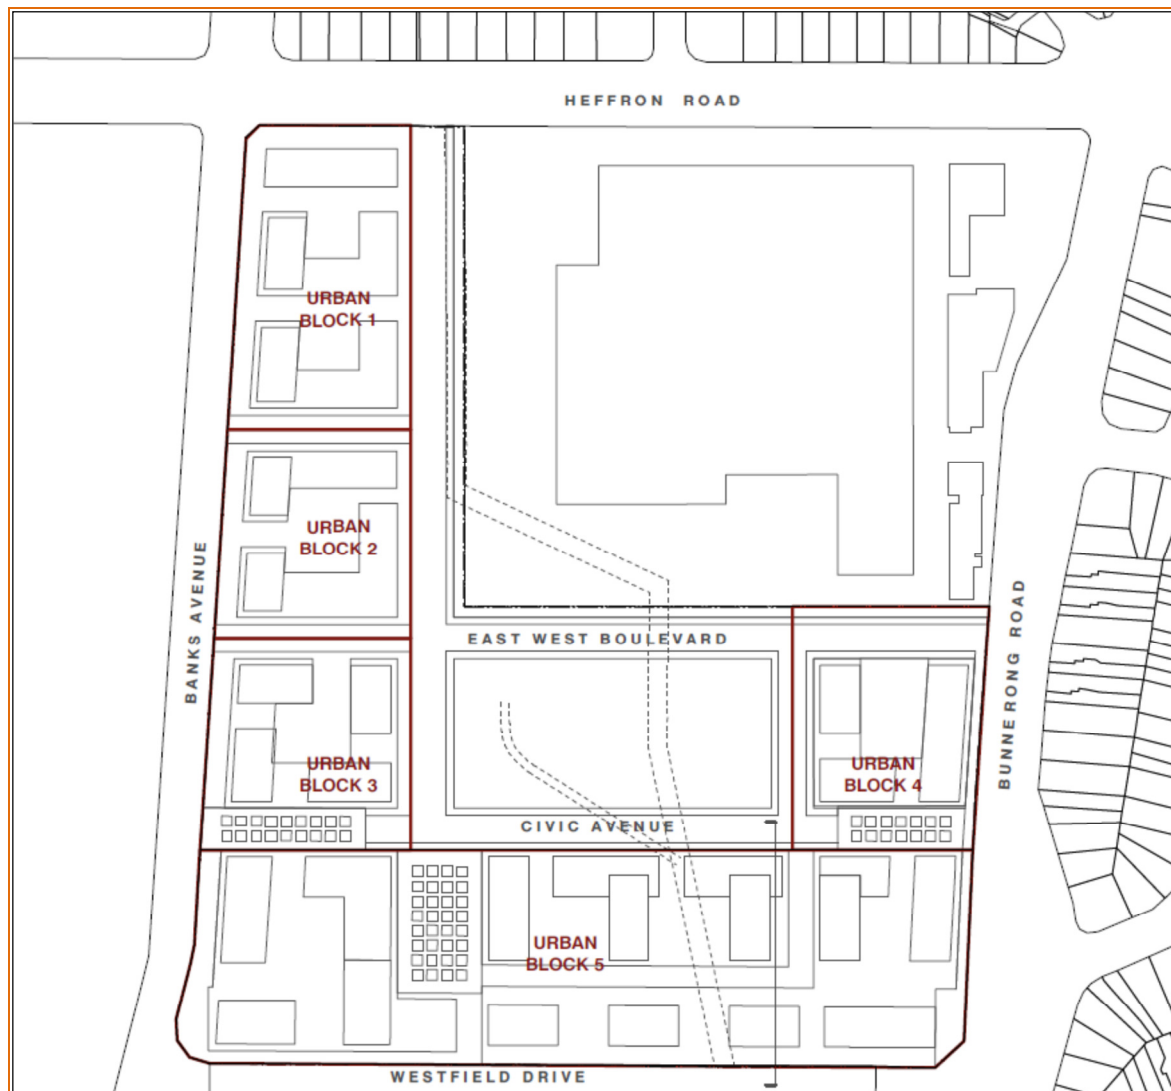 HEFFRON ROAD
URBAN
BLOCK 1
URBAN
BLOCK 2
BANKS AVENUE
EAST WEST BOULEVARD
BUNNERONG ROAD
URBAN
BLOCK 3
URBAN
BLOCK 4
CIVIC AVENUE
URBAN
BLOCK 5
WESTFIELD DRIVE